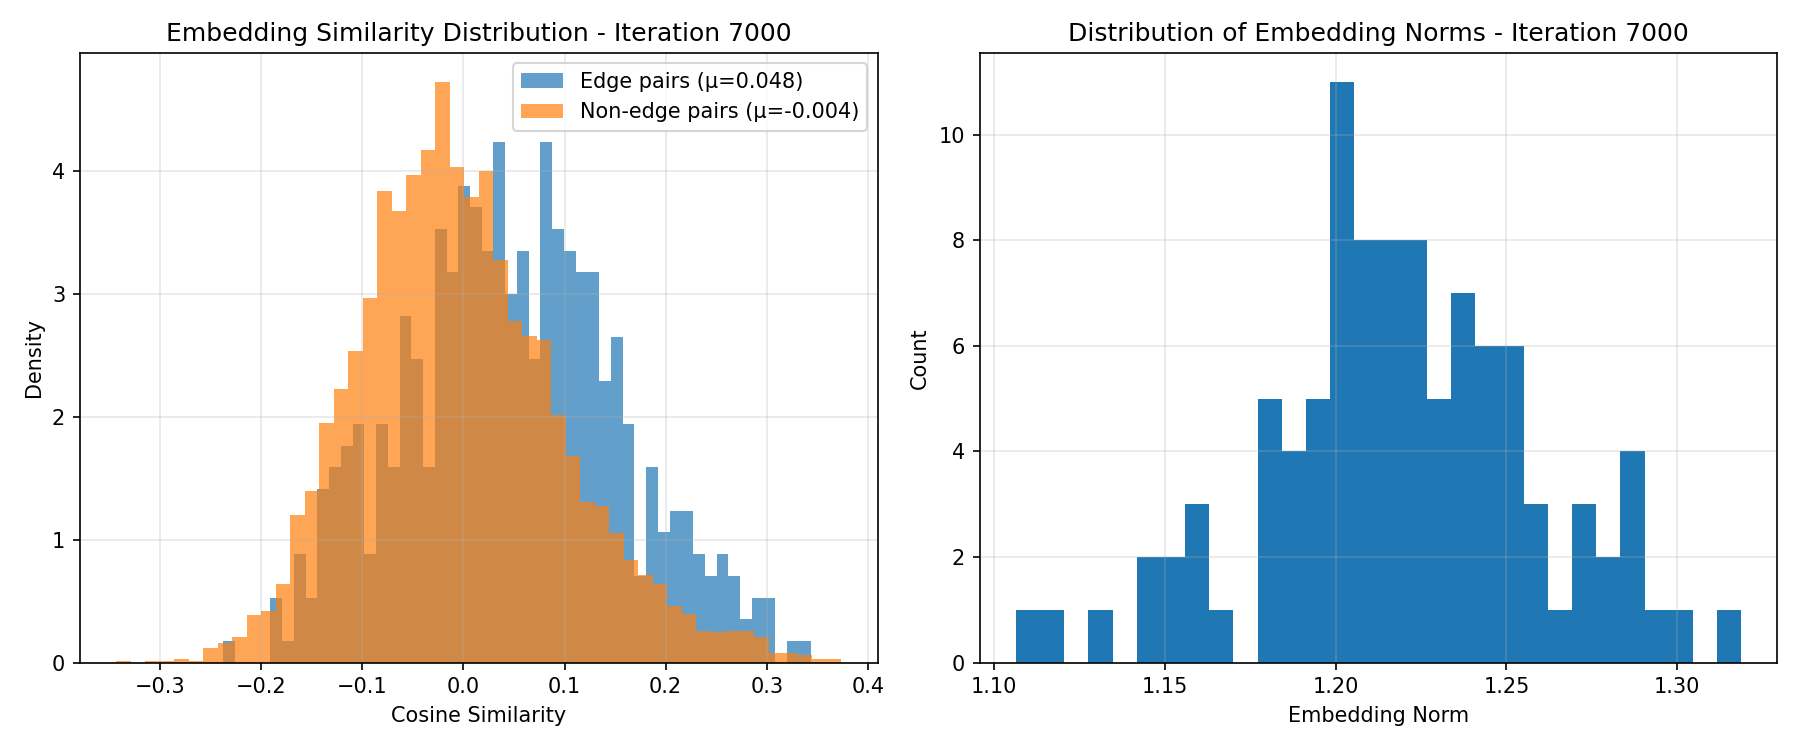 Embedding Similarity Distribution - Iteration 7000
Edge pairs (μ=0.048)
Non-edge pairs (μ=-0.004)
Density
4
3
2
1
0
−0.3 −0.2 −0.1 0.0 0.1 0.2 0.3 0.4
Cosine Similarity
Distribution of Embedding Norms - Iteration 7000
Count
10
8
6
4
2
0
1.10 1.15 1.20 1.25 1.30
Embedding Norm